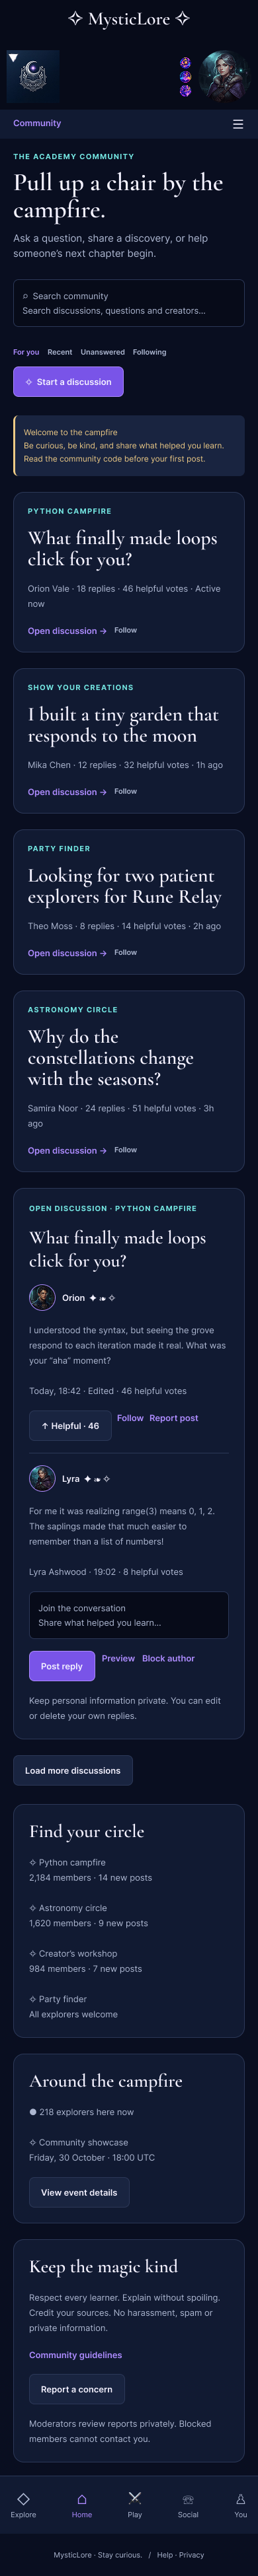 ✧ MysticLore ✧
Community
THE ACADEMY COMMUNITY
Pull up a chair by the
campfire.
Ask a question, share a discovery, or help
someone's next chapter begin.
⌕ Search community
Search discussions, questions and creators...
For you Recent Unanswered Following
✧ Start a discussion
Welcome to the campfire
Be curious, be kind, and share what helped you learn.
Read the community code before your first post.
PYTHON CAMPFIRE
What finally made loops
click for you?
Orion Vale · 18 replies · 46 helpful votes · Active
now
Open discussion → Follow
SHOW YOUR CREATIONS
I built a tiny garden that
responds to the moon
Mika Chen · 12 replies · 32 helpful votes · 1h ago
Open discussion → Follow
PARTY FINDER
Looking for two patient
explorers for Rune Relay
Theo Moss · 8 replies · 14 helpful votes · 2h ago
Open discussion → Follow
ASTRONOMY CIRCLE
Why do the
constellations change
with the seasons?
Samira Noor · 24 replies · 51 helpful votes · 3h
ago
Open discussion → Follow
OPEN DISCUSSION · PYTHON CAMPFIRE
What finally made loops
click for you?
Orion ✦ ❧ ✧
I understood the syntax, but seeing the grove
respond to each iteration made it real. What was
your “aha” moment?
Today, 18:42 · Edited · 46 helpful votes
↑ Helpful · 46 Follow Report post
Lyra ✦ ❧ ✧
For me it was realizing range(3) means 0, 1, 2.
The saplings made that much easier to
remember than a list of numbers!
Lyra Ashwood · 19:02 · 8 helpful votes
Join the conversation
Share what helped you learn...
Post reply Preview Block author
Keep personal information private. You can edit
or delete your own replies.
Load more discussions
Find your circle
✧ Python campfire
2,184 members · 14 new posts
✧ Astronomy circle
1,620 members · 9 new posts
✧ Creator's workshop
984 members · 7 new posts
✧ Party finder
All explorers welcome
Around the campfire
● 218 explorers here now
✧ Community showcase
Friday, 30 October · 18:00 UTC
View event details
Keep the magic kind
Respect every learner. Explain without spoiling.
Credit your sources. No harassment, spam or
private information.
Community guidelines
Report a concern
Moderators review reports privately. Blocked
members cannot contact you.
Explore Home Play Social You
MysticLore · Stay curious. / Help · Privacy